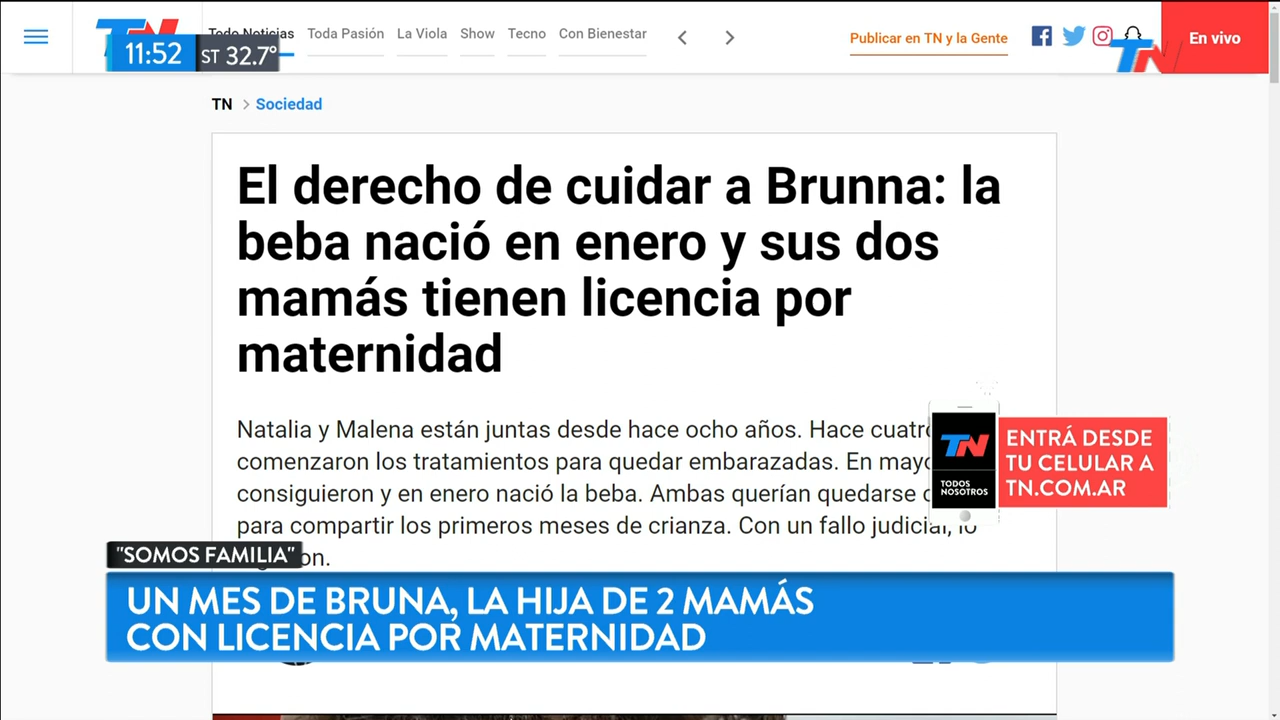 TN
Todo Noticias
Toda Pasión
La Viola
Show
Tecno
Con Bienestar
Publicar en TN y la Gente
En vivo
11:52
ST 32.7°
TN
TN > Sociedad
El derecho de cuidar a Brunna: la
beba nació en enero y sus dos
mamás tienen licencia por
maternidad
Natalia y Malena están juntas desde hace ocho años. Hace
comenzaron los tratamientos para quedar embarazadas. En
consiguieron y en enero nació la beba. Ambas querían quedarse
para compartir los primeros meses de crianza. Con un fallo judicial, lo
TN
TODOS
NOSOTROS
ENTRÁ DESDE
TU CELULAR A
TN.COM.AR
"SOMOS FAMILIA"
UN MES DE BRUNA, LA HIJA DE 2 MAMÁS
CON LICENCIA POR MATERNIDAD